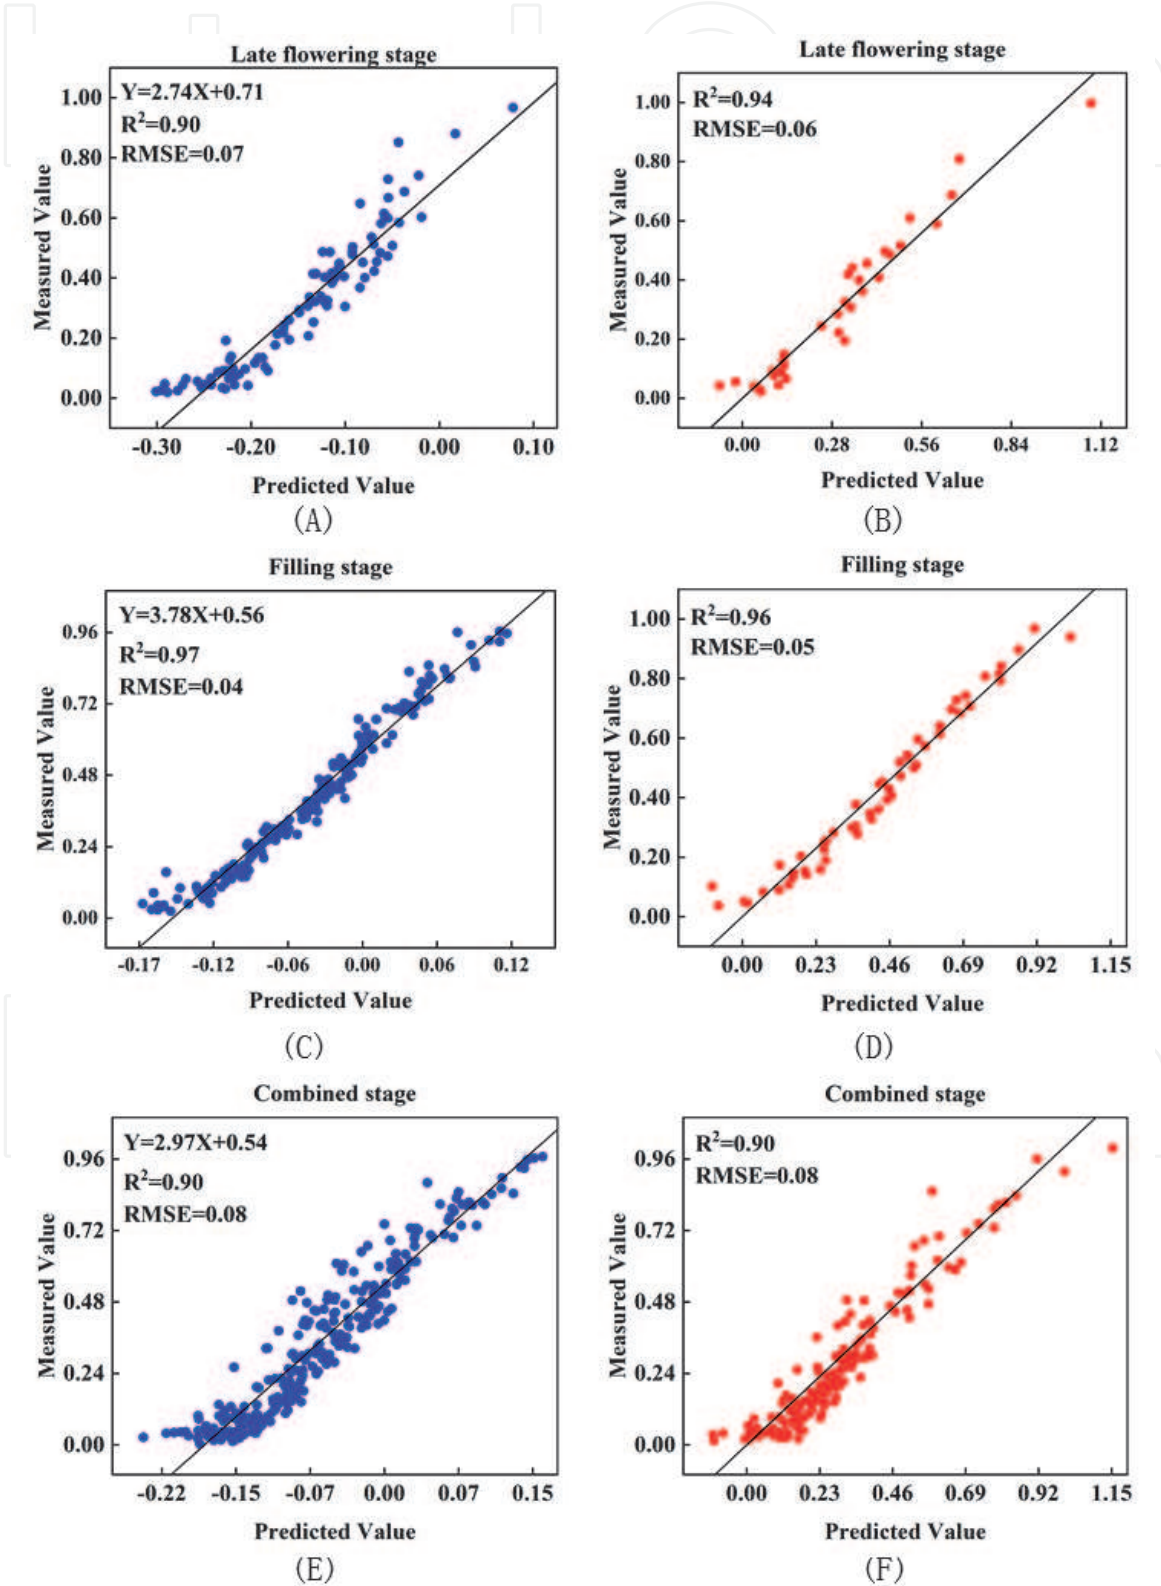 Late flowering stage
Y=2.74X+0.71
R²=0.90
RMSE=0.07
1.00
0.80
0.60
0.40
0.20
0.00
Measured Value
-0.30 -0.20 -0.10 0.00 0.10
Predicted Value
(A)
Late flowering stage
R²=0.94
RMSE=0.06
1.00
0.80
0.60
0.40
0.20
0.00
Measured Value
0.00 0.28 0.56 0.84 1.12
Predicted Value
(B)
Filling stage
Y=3.78X+0.56
R²=0.97
RMSE=0.04
0.96
0.72
0.48
0.24
0.00
Measured Value
-0.17 -0.12 -0.06 0.00 0.06 0.12
Predicted Value
(C)
Filling stage
R²=0.96
RMSE=0.05
1.00
0.80
0.60
0.40
0.20
0.00
Measured Value
0.00 0.23 0.46 0.69 0.92 1.15
Predicted Value
(D)
Combined stage
Y=2.97X+0.54
R²=0.90
RMSE=0.08
0.96
0.72
0.48
0.24
0.00
Measured Value
-0.22 -0.15 -0.07 0.00 0.07 0.15
Predicted Value
(E)
Combined stage
R²=0.90
RMSE=0.08
0.96
0.72
0.48
0.24
0.00
Measured Value
0.00 0.23 0.46 0.69 0.92 1.15
Predicted Value
(F)